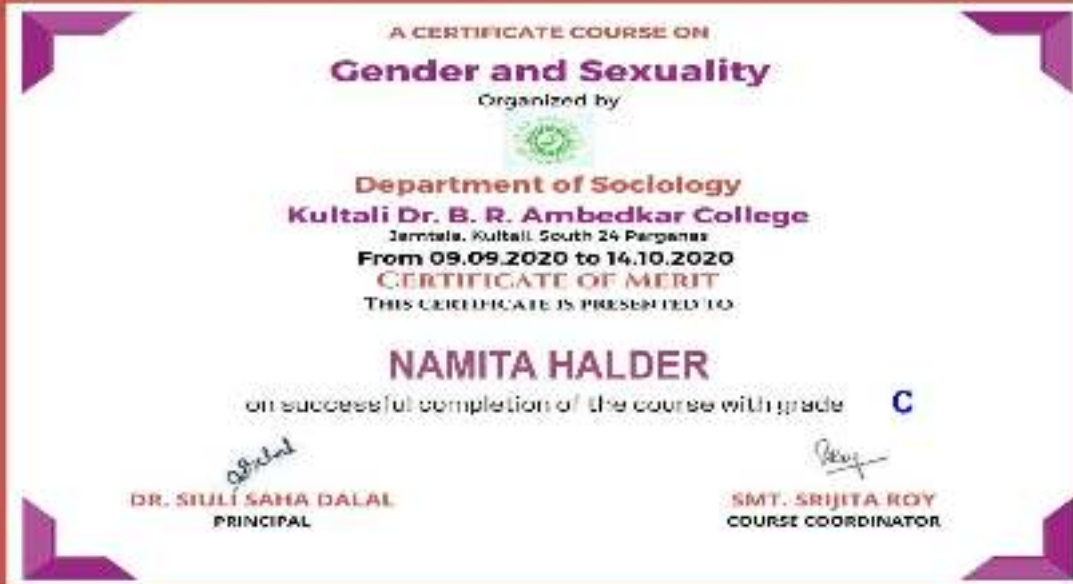 A CERTIFICATE COURSE ON
Gender and Sexuality
Organized by
Department of Sociology
Kultali Dr. B. R. Ambedkar College
Jamtala, Kultali, South 24 Parganas
From 09.09.2020 to 14.10.2020
CERTIFICATE OF MERIT
THIS CERTIFICATE IS PRESENTED TO
NAMITA HALDER
on successful completion of the course with grade C
DR. SIULI SAHA DALAL
SMT. SRIJITA ROY
PRINCIPAL
COURSE COORDINATOR